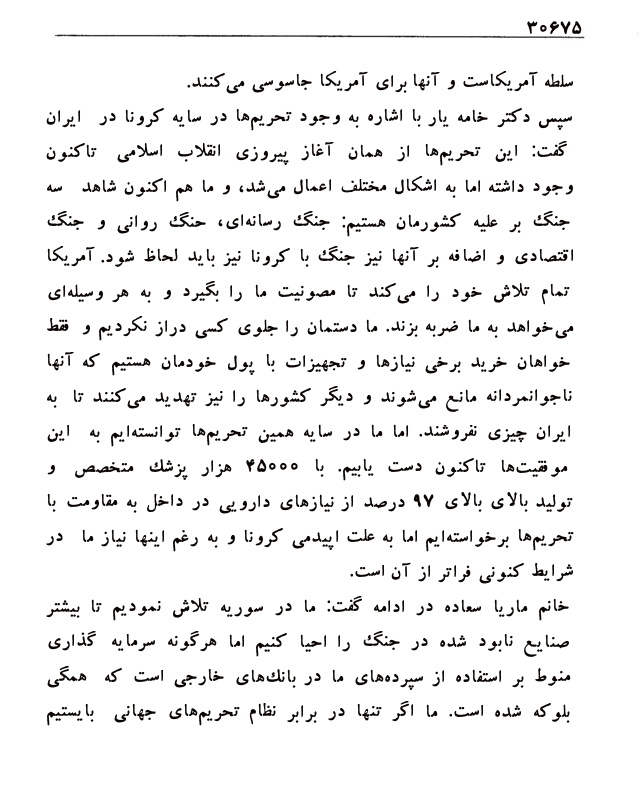 ۳۰۶۷۵
سلطه آمریکاست و آنها برای آمریکا جاسوسی می‌کنند.
سپس دکتر خامه یار با اشاره به وجود تحریم‌ها در سایه کرونا در ایران
گفت: این تحریم‌ها از همان آغاز پیروزی انقلاب اسلامی تاکنون
وجود داشته اما به اشکال مختلف اعمال می‌شد، و ما هم اکنون شاهد سه
جنگ بر علیه کشورمان هستیم: جنگ رسانه‌ای، حنگ روانی و جنگ
اقتصادی و اضافه بر آنها نیز جنگ با کرونا نیز باید لحاظ شود. آمریکا
تمام تلاش خود را می‌کند تا مصونیت ما را بگیرد و به هر وسیله‌ای
می‌خواهد به ما ضربه بزند. ما دستمان را جلوی کسی دراز نکردیم و فقط
خواهان خرید برخی نیازها و تجهیزات با پول خودمان هستیم که آنها
ناجوانمردانه مانع می‌شوند و دیگر کشورها را نیز تهدید می‌کنند تا به
ایران چیزی نفروشند. اما ما در سایه همین تحریم‌ها توانسته‌ایم به این
موفقیت‌ها تاکنون دست یابیم. با ۴۵۰۰۰ هزار پزشك متخصص و
تولید بالای بالای ۹۷ درصد از نیازهای دارویی در داخل به مقاومت با
تحریم‌ها برخواسته‌ایم اما به علت اپیدمی کرونا و به رغم اینها نیاز ما در
شرایط کنونی فراتر از آن است.
خانم ماریا سعاده در ادامه گفت: ما در سوریه تلاش نمودیم تا بیشتر
صنایع نابود شده در جنگ را احیا کنیم اما هرگونه سرمایه گذاری
منوط بر استفاده از سپرده‌های ما در بانك‌های خارجی است که همگی
بلوکه شده است. ما اگر تنها در برابر نظام تحریم‌های جهانی بایستیم